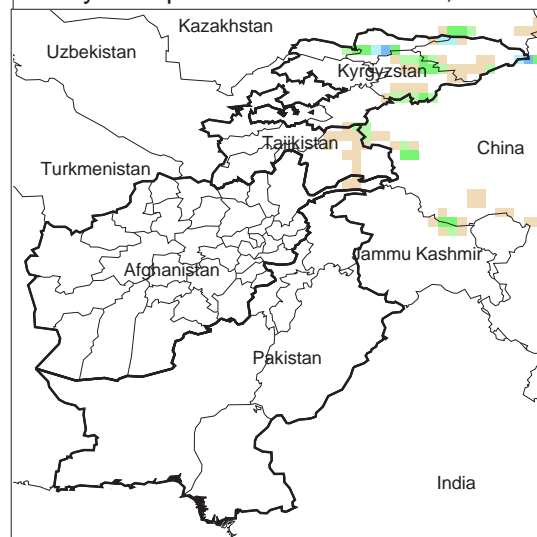 Kazakhstan
Uzbekistan
Kyrgyzstan
Tajikistan
China
Turkmenistan
Jammu Kashmir
Afghanistan
Pakistan
India